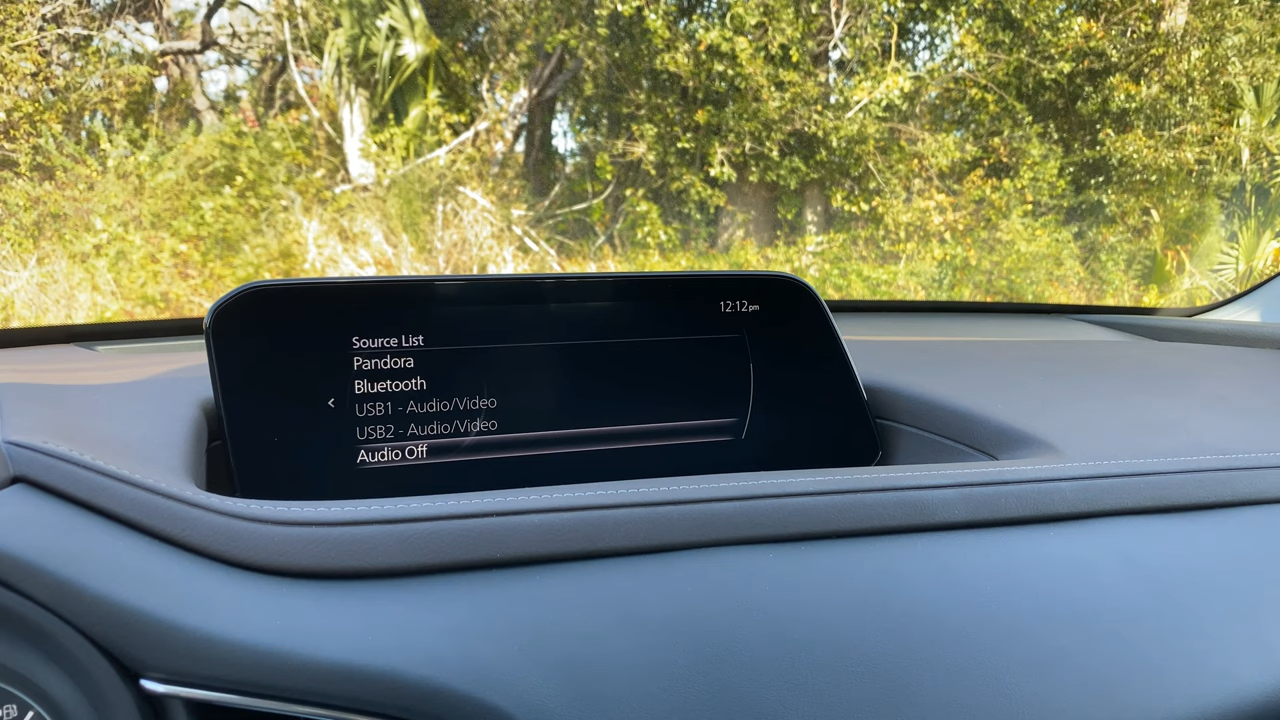 12:12pm
Source List
Pandora
Bluetooth
USB1 - Audio/Video
USB2 - Audio/Video
Audio Off